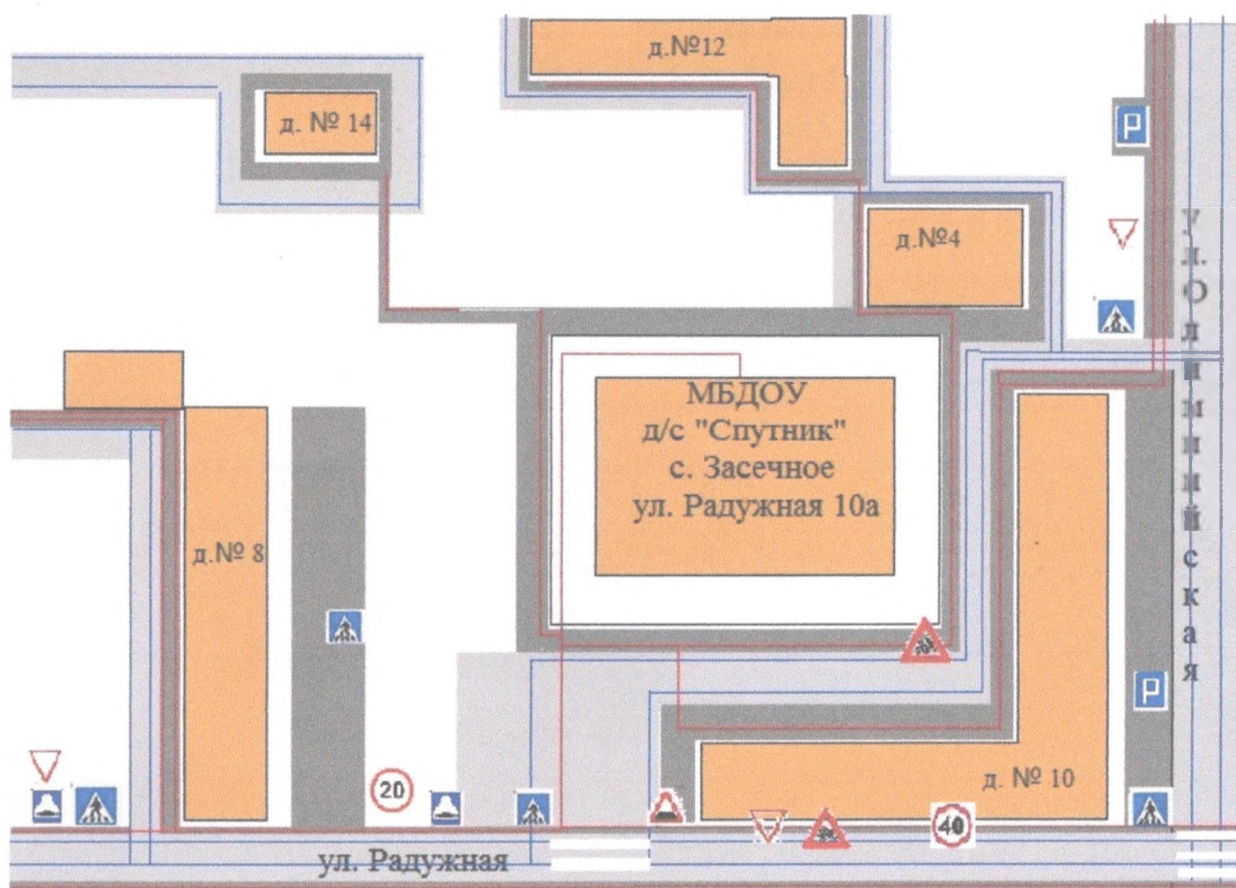 д.№12
д. № 14
P
д.№4
ул. Олимпийская
МБДОУ
д/с "Спутник"
с. Засечное
ул. Радужная 10а
д.№ 8
P
д. № 10
20
40
ул. Радужная